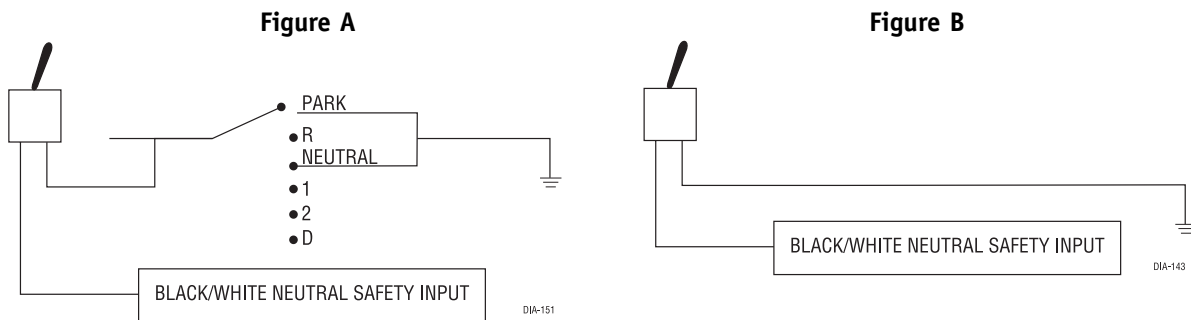 Figure A
PARK
R
NEUTRAL
1
2
D
BLACK/WHITE NEUTRAL SAFETY INPUT
DIA-151
Figure B
BLACK/WHITE NEUTRAL SAFETY INPUT
DIA-143